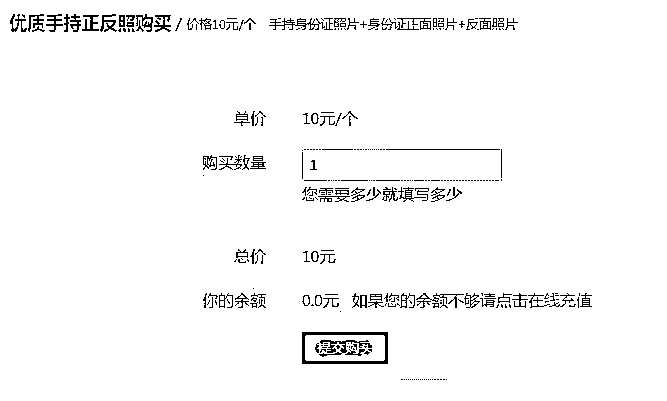 优质手持正反照购买 / 价格10元/个 手持身份证照片+身份证正面照片+反面照片
单价 10元/个
购买数量 1
您需要多少就填写多少
总价 10元
你的余额 0.0元 如果您的余额不够请点击在线充值
提交购买